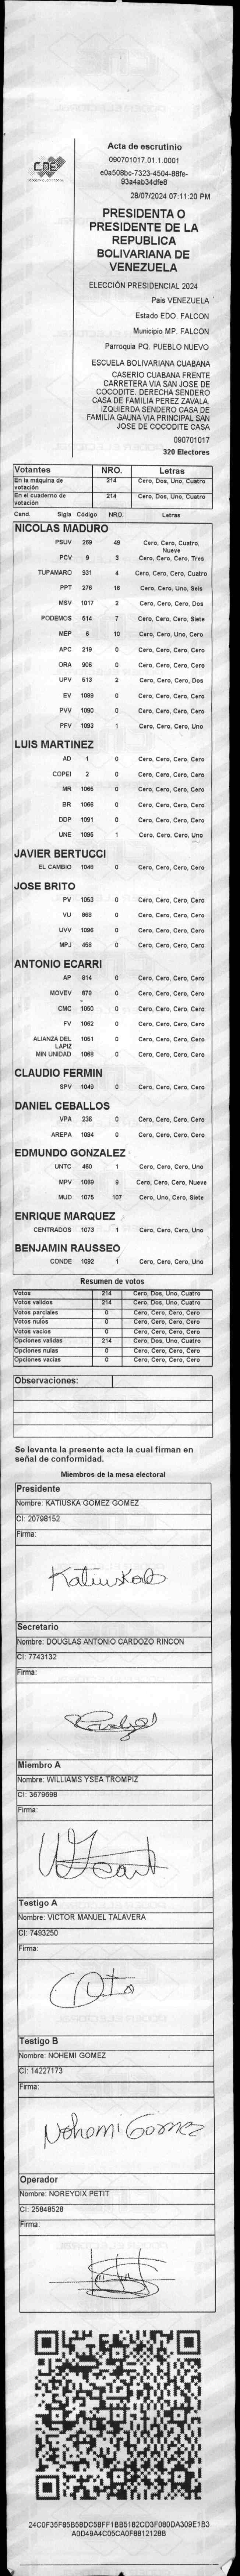 CNE
Acta de escrutinio
090701017.01.1.0001
e0a508bc-7323-4504-88fe-
93a4ab34dfe8
28/07/2024 07:11:20 PM
PRESIDENTA O
PRESIDENTE DE LA
REPUBLICA
BOLIVARIANA DE
VENEZUELA
ELECCIÓN PRESIDENCIAL 2024
Pais VENEZUELA
Estado EDO. FALCON
Municipio MP. FALCON
Parroquia PQ. PUEBLO NUEVO
ESCUELA BOLIVARIANA CUABANA
CASERIO CUABANA FRENTE
CARRETERA VIA SAN JOSE DE
COCODITE. DERECHA SENDERO
CASA DE FAMILIA PEREZ ZAVALA.
IZQUIERDA SENDERO CASA DE
FAMILIA GAUNA VIA PRINCIPAL SAN
JOSE DE COCODITE CASA
090701017
320 Electores
Votantes NRO. Letras
En la máquina de votación 214 Cero, Dos, Uno, Cuatro
En el cuaderno de votación 214 Cero, Dos, Uno, Cuatro
Cand. Sigla Código NRO. Letras
NICOLAS MADURO
PSUV 269 49 Cero, Cero, Cuatro, Nueve
PCV 9 3 Cero, Cero, Cero, Tres
TUPAMARO 931 4 Cero, Cero, Cero, Cuatro
PPT 276 16 Cero, Cero, Uno, Seis
MSV 1017 2 Cero, Cero, Cero, Dos
PODEMOS 514 7 Cero, Cero, Cero, Siete
MEP 6 10 Cero, Cero, Uno, Cero
APC 219 0 Cero, Cero, Cero, Cero
ORA 906 0 Cero, Cero, Cero, Cero
UPV 513 2 Cero, Cero, Cero, Dos
EV 1089 0 Cero, Cero, Cero, Cero
PVV 1090 0 Cero, Cero, Cero, Cero
PFV 1093 1 Cero, Cero, Cero, Uno
LUIS MARTINEZ
AD 1 0 Cero, Cero, Cero, Cero
COPEI 2 0 Cero, Cero, Cero, Cero
MR 1065 0 Cero, Cero, Cero, Cero
BR 1066 0 Cero, Cero, Cero, Cero
DDP 1091 0 Cero, Cero, Cero, Cero
UNE 1095 1 Cero, Cero, Cero, Uno
JAVIER BERTUCCI
EL CAMBIO 1048 0 Cero, Cero, Cero, Cero
JOSE BRITO
PV 1053 0 Cero, Cero, Cero, Cero
VU 868 0 Cero, Cero, Cero, Cero
UVV 1096 0 Cero, Cero, Cero, Cero
MPJ 458 0 Cero, Cero, Cero, Cero
ANTONIO ECARRI
AP 914 0 Cero, Cero, Cero, Cero
MOVEV 878 0 Cero, Cero, Cero, Cero
CMC 1050 0 Cero, Cero, Cero, Cero
FV 1062 0 Cero, Cero, Cero, Cero
ALIANZA DEL LAPIZ 1051 0 Cero, Cero, Cero, Cero
MIN UNIDAD 1068 0 Cero, Cero, Cero, Cero
CLAUDIO FERMIN
SPV 1049 0 Cero, Cero, Cero, Cero
DANIEL CEBALLOS
VPA 236 0 Cero, Cero, Cero, Cero
AREPA 1094 0 Cero, Cero, Cero, Cero
EDMUNDO GONZALEZ
UNTC 460 1 Cero, Cero, Cero, Uno
MPV 1069 9 Cero, Cero, Cero, Nueve
MUD 1075 107 Cero, Uno, Cero, Siete
ENRIQUE MARQUEZ
CENTRADOS 1073 1 Cero, Cero, Cero, Uno
BENJAMIN RAUSSEO
CONDE 1092 1 Cero, Cero, Cero, Uno
Resumen de votos
Votos 214 Cero, Dos, Uno, Cuatro
Votos validos 214 Cero, Dos, Uno, Cuatro
Votos parciales 0 Cero, Cero, Cero, Cero
Votos nulos 0 Cero, Cero, Cero, Cero
Votos vacios 0 Cero, Cero, Cero, Cero
Opciones validas 214 Cero, Dos, Uno, Cuatro
Opciones nulas 0 Cero, Cero, Cero, Cero
Opciones vacias 0 Cero, Cero, Cero, Cero
Observaciones:
Se levanta la presente acta la cual firman en
señal de conformidad.
Miembros de la mesa electoral
Presidente
Nombre: KATIUSKA GOMEZ GOMEZ
CI: 20798152
Firma:
Katiuska
Secretario
Nombre: DOUGLAS ANTONIO CARDOZO RINCON
CI: 7743132
Firma:
Miembro A
Nombre: WILLIAMS YSEA TROMPIZ
CI: 3679698
Firma:
Testigo A
Nombre: VICTOR MANUEL TALAVERA
CI: 7493250
Firma:
Testigo B
Nombre: NOHEMI GOMEZ
CI: 14227173
Firma:
Nohemi Gomez
Operador
Nombre: NOREYDIX PETIT
CI: 25848528
Firma:
24C0F35F85B58DC58FF1BB5182CD3F080DA309E1B3
A0D49A4C05CA0F88121288